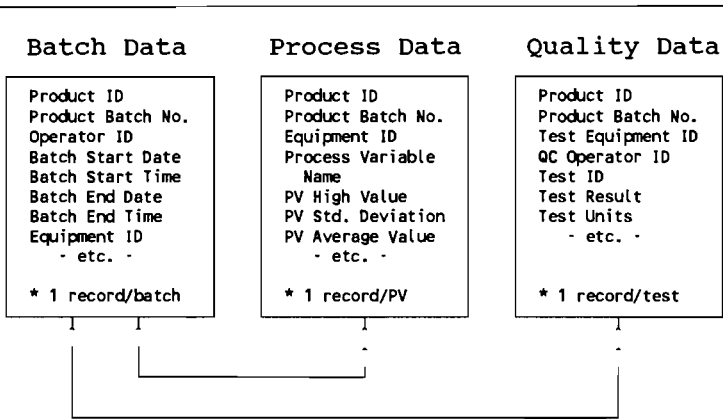 Batch Data
Product ID
Product Batch No.
Operator ID
Batch Start Date
Batch Start Time
Batch End Date
Batch End Time
Equipment ID
- etc. -
* 1 record/batch
Process Data
Product ID
Product Batch No.
Equipment ID
Process Variable
Name
PV High Value
PV Std. Deviation
PV Average Value
- etc. -
* 1 record/PV
Quality Data
Product ID
Product Batch No.
Test Equipment ID
QC Operator ID
Test ID
Test Result
Test Units
- etc. -
* 1 record/test